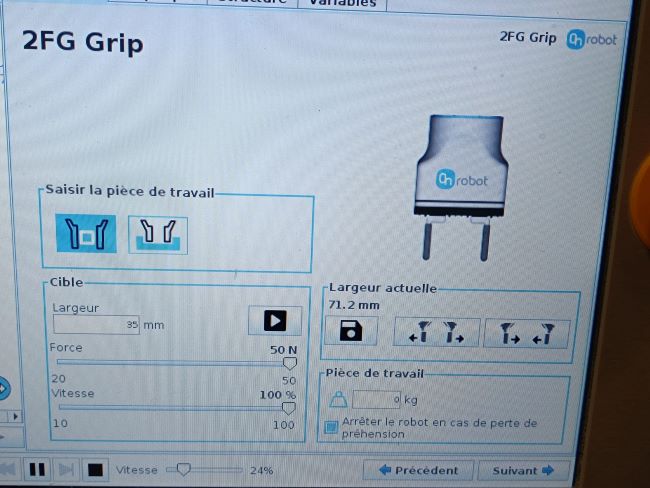 Structure
Variables
2FG Grip
2FG Grip
On robot
On robot
Saisir la pièce de travail
Cible
Largeur
35 mm
Force
50 N
20
50
Vitesse
100 %
10
100
Largeur actuelle
71.2 mm
Pièce de travail
0 kg
Arrêter le robot en cas de perte de
préhension
Vitesse
24%
Précédent
Suivant